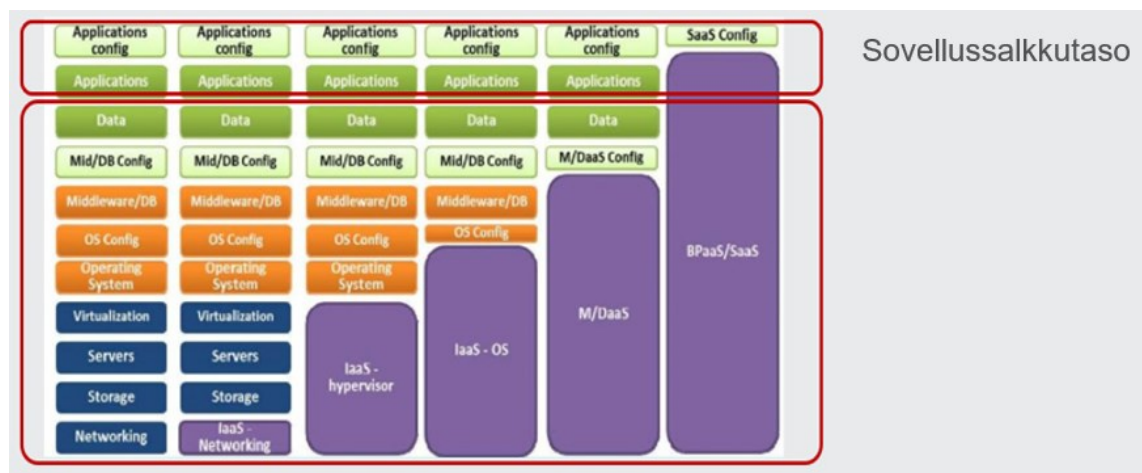 Applications config
Applications config
Applications config
Applications config
Applications config
SaaS Config
Sovellussalkkutaso
Applications
Applications
Applications
Applications
Applications
Data
Data
Data
Data
Data
Mid/DB Config
Mid/DB Config
Mid/DB Config
Mid/DB Config
M/DaaS Config
Middleware/DB
Middleware/DB
Middleware/DB
Middleware/DB
OS Config
OS Config
OS Config
OS Config
BPaaS/SaaS
Operating System
Operating System
Operating System
Virtualization
Virtualization
M/DaaS
Servers
Servers
IaaS - hypervisor
IaaS - OS
Storage
Storage
Networking
IaaS - Networking